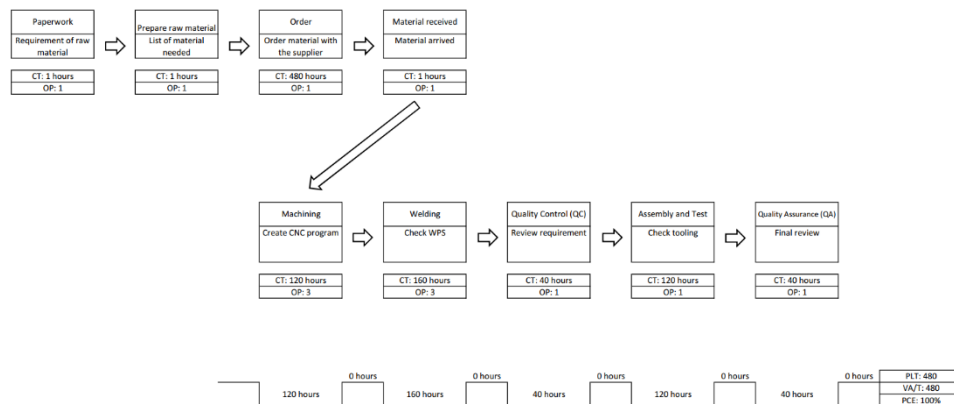 Paperwork
Requirement of raw
material
CT: 1 hours
OP: 1
Prepare raw material
List of material
needed
CT: 1 hours
OP: 1
Order
Order material with
the supplier
CT: 480 hours
OP: 1
Material received
Material arrived
CT: 1 hours
OP: 1
Machining
Create CNC program
CT: 120 hours
OP: 3
Welding
Check WPS
CT: 160 hours
OP: 3
Quality Control (QC)
Review requirement
CT: 40 hours
OP: 1
Assembly and Test
Check tooling
CT: 120 hours
OP: 1
Quality Assurance (QA)
Final review
CT: 40 hours
OP: 1
120 hours
0 hours
160 hours
0 hours
40 hours
0 hours
120 hours
0 hours
40 hours
0 hours
PLT: 480
VA/T: 480
PCE: 100%